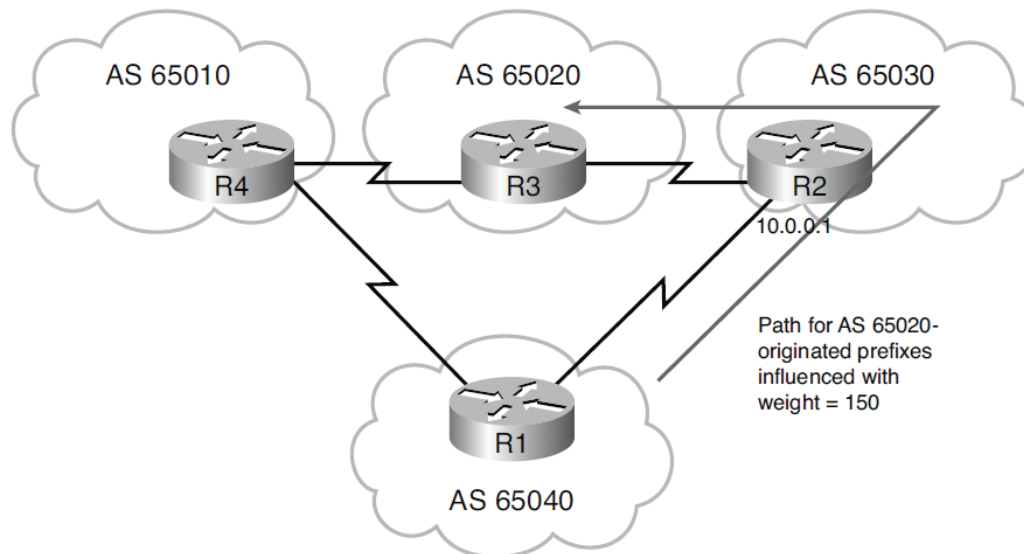 AS 65010
AS 65020
AS 65030
R4
R3
R2
10.0.0.1
Path for AS 65020-
originated prefixes
influenced with
weight = 150
R1
AS 65040